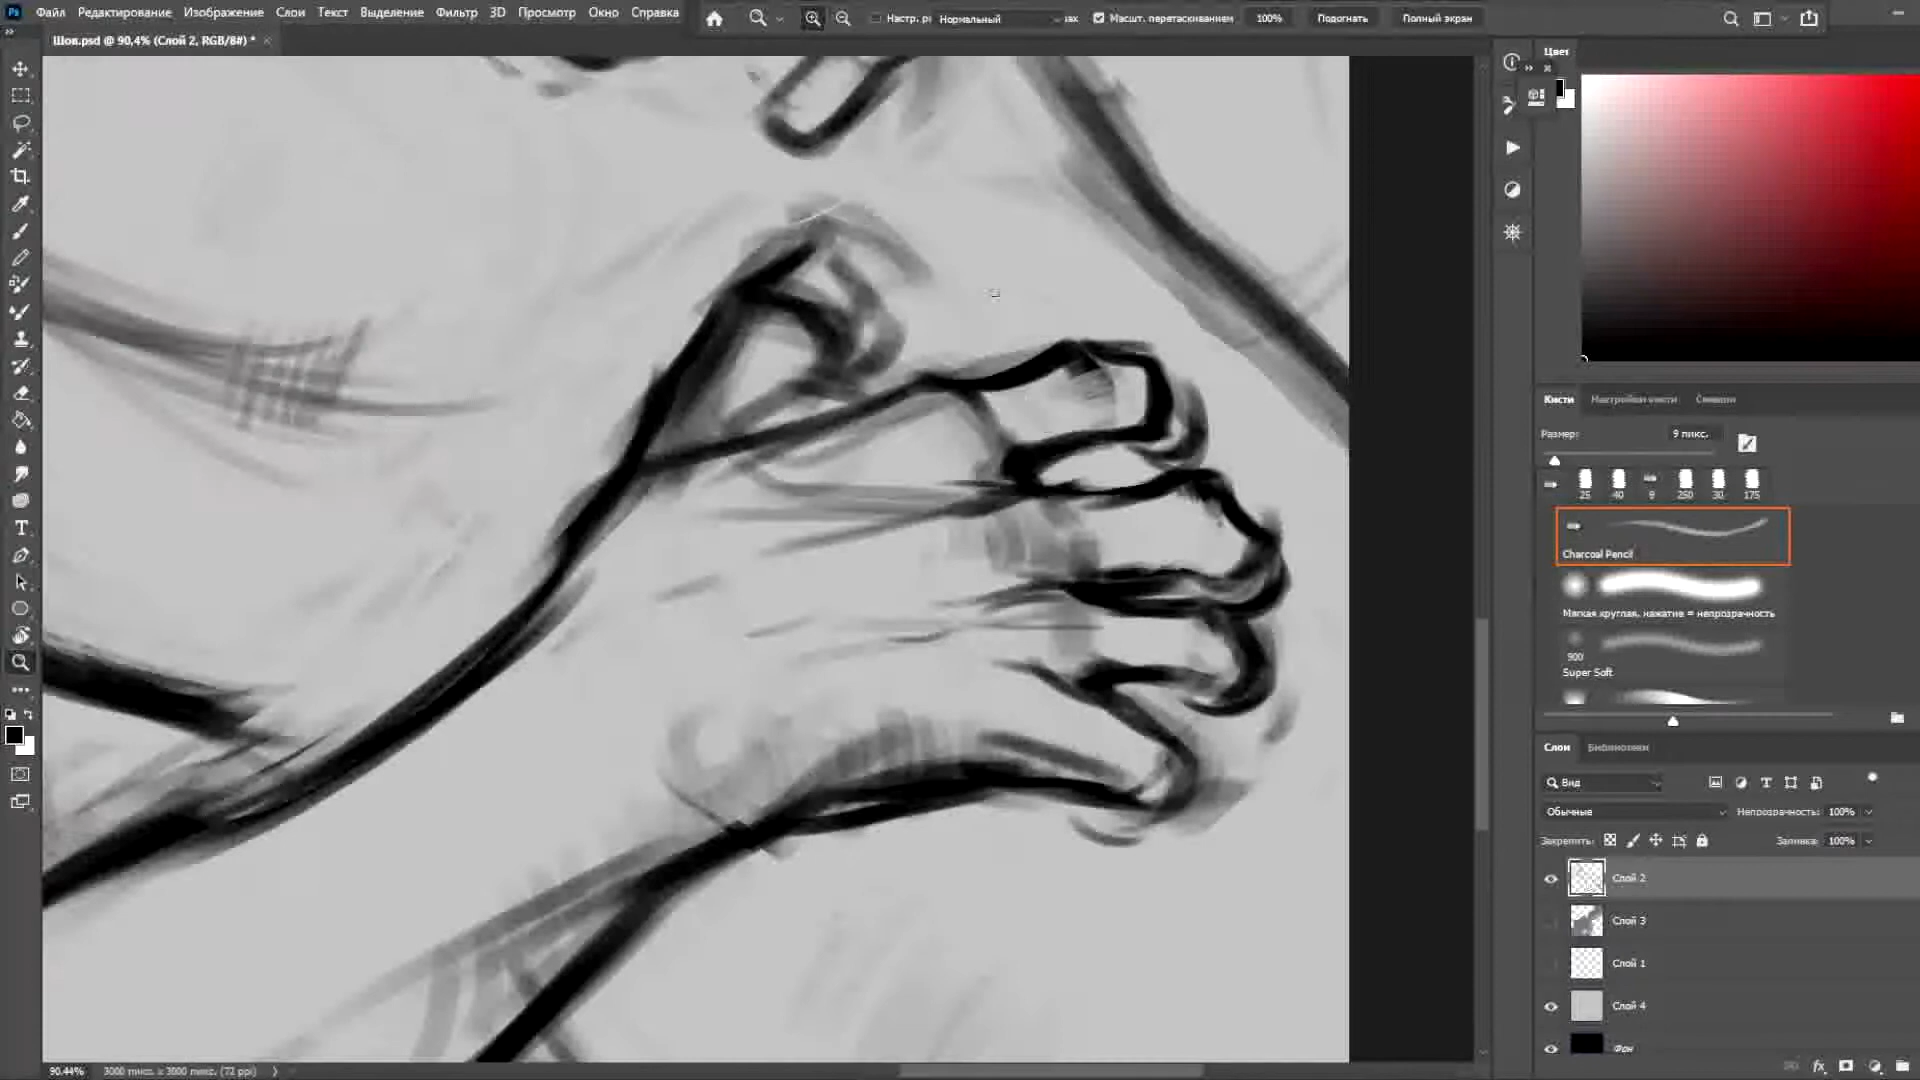 Ps Файл Редактирование Изображение Слои Текст Выделение Фильтр 3D Просмотр Окно Справка
Нормальный Масшт. перетаскиванием 100% Подогнать Полный экран
Шов.psd @ 90,4% (Слой 2, RGB/8#) *
Цвет
Кисти Настройки кисти
Размер: 9 пикс.
25 40 9 250 30 175
Charcoal Pencil
Мягкая круглая, нажатие = непрозрачность
900
Super Soft
Слои Библиотеки
Вид
Обычные Непрозрачность: 100%
Закрепить: Заливка: 100%
Слой 2
Слой 3
Слой 1
Слой 4
Фон
90.44% 3000 пикс. x 3000 пикс. (72 ppi)